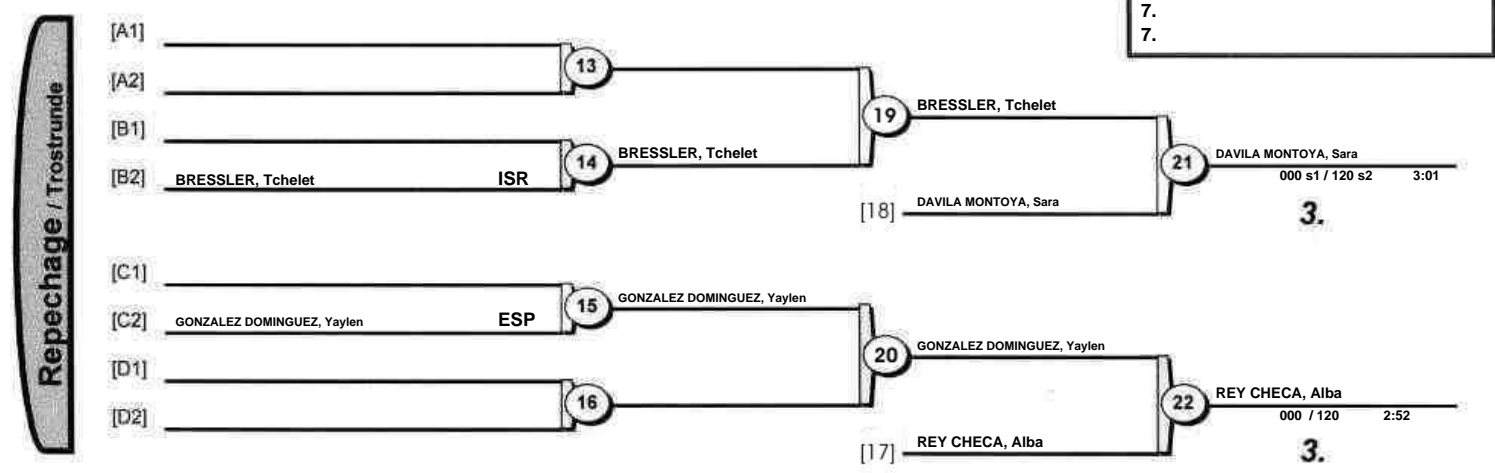 7.
7.
Repechage / Trostrunde
[A1]
13
[A2]
[B1]
14
BRESSLER, Tchelet
[B2] BRESSLER, Tchelet ISR
19
BRESSLER, Tchelet
[18] DAVILA MONTOYA, Sara
21
DAVILA MONTOYA, Sara
000 s1 / 120 s2 3:01
3.
[C1]
15
GONZALEZ DOMINGUEZ, Yaylen
[C2] GONZALEZ DOMINGUEZ, Yaylen ESP
[D1]
16
[D2]
20
GONZALEZ DOMINGUEZ, Yaylen
[17] REY CHECA, Alba
22
REY CHECA, Alba
000 / 120 2:52
3.